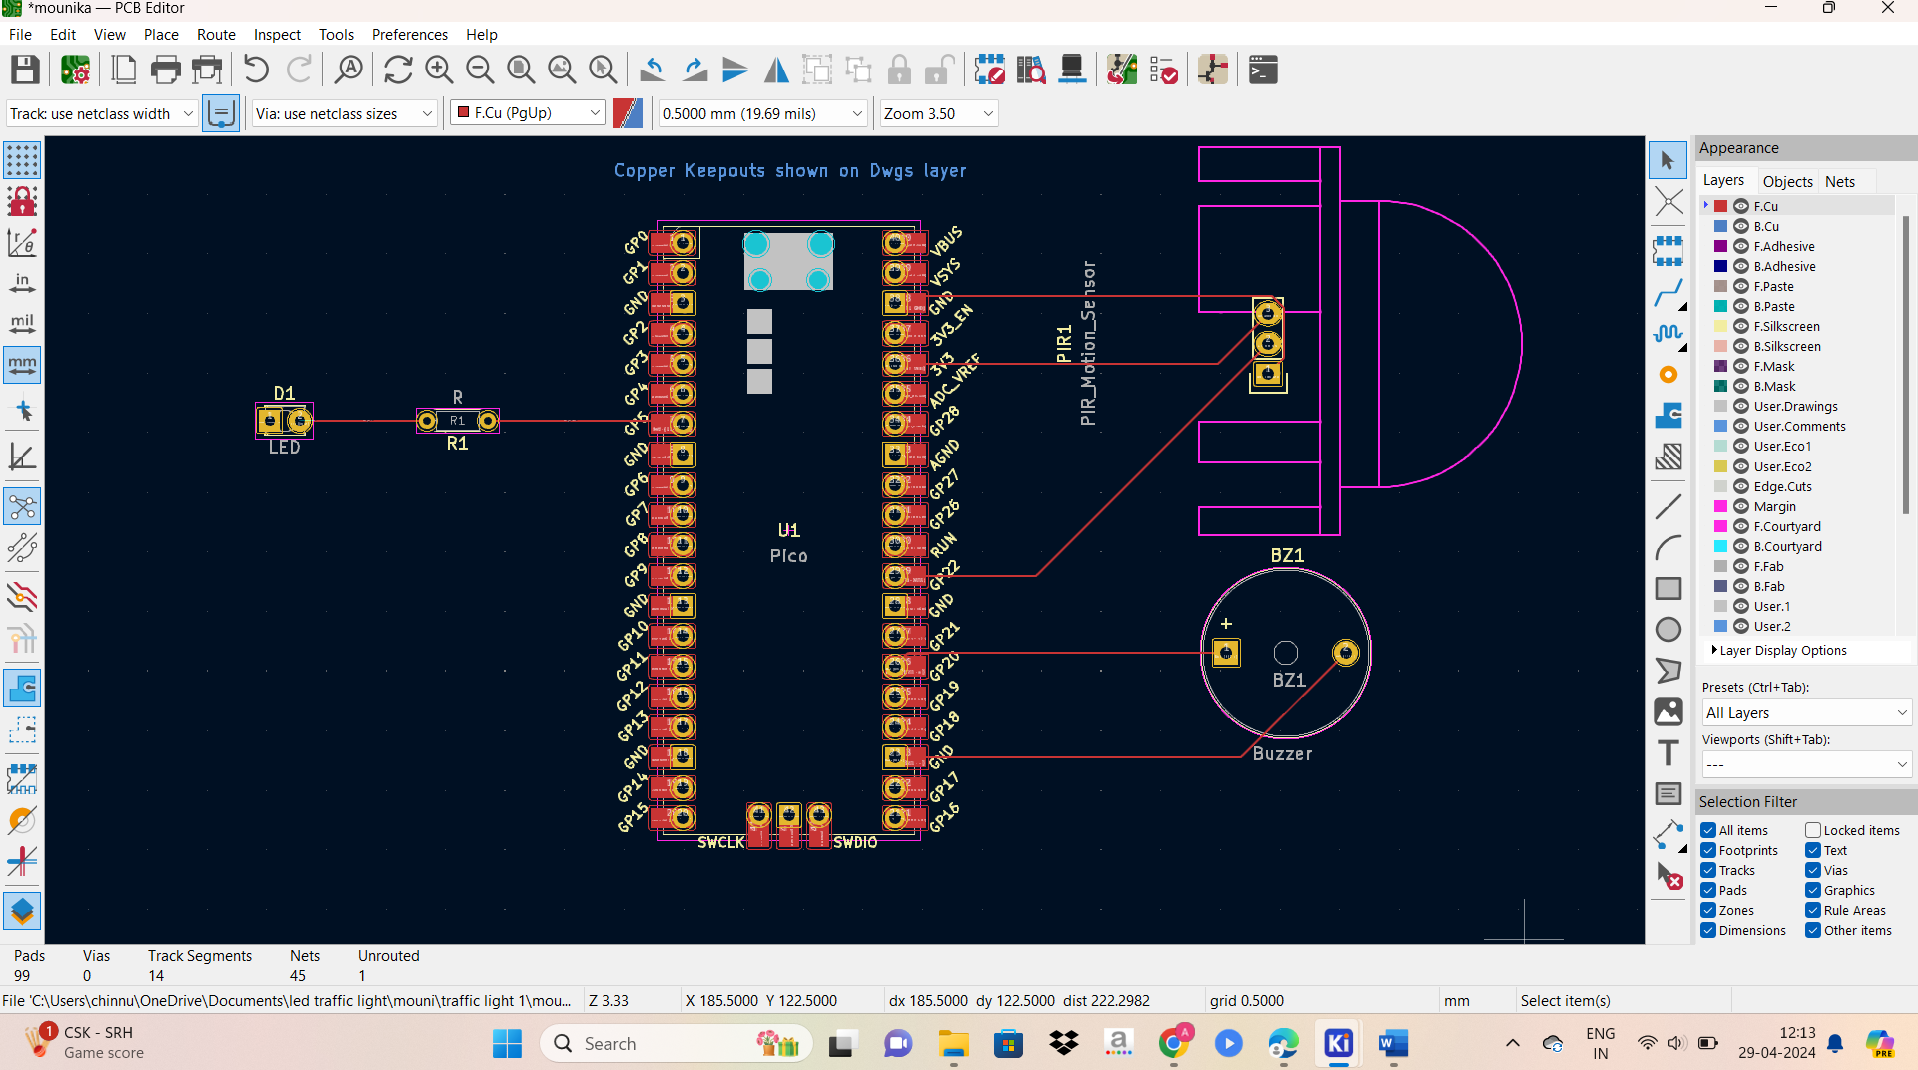 *mounika — PCB Editor
File Edit View Place Route Inspect Tools Preferences Help
Track: use netclass width Via: use netclass sizes F.Cu (PgUp) 0.5000 mm (19.69 mils) Zoom 3.50
in
mil
mm
Copper Keepouts shown on Dwgs layer
GP0
GP1
GND
GP2
GP3
GP4
GP5
GND
GP6
GP7
GP8
GP9
GND
GP10
GP11
GP12
GP13
GND
GP14
GP15
VBUS
VSYS
GND
3V3_EN
3V3
ADC_VREF
GP28
AGND
GP27
GP26
RUN
GP22
GND
GP21
GP20
GP19
GP18
GND
GP17
GP16
SWCLK SWDIO
U1
Pico
D1
LED
R
R1
R1
PIR1
PIR_Motion_Sensor
BZ1
+
BZ1
Buzzer
Appearance
Layers Objects Nets
F.Cu
B.Cu
F.Adhesive
B.Adhesive
F.Paste
B.Paste
F.Silkscreen
B.Silkscreen
F.Mask
B.Mask
User.Drawings
User.Comments
User.Eco1
User.Eco2
Edge.Cuts
Margin
F.Courtyard
B.Courtyard
F.Fab
B.Fab
User.1
User.2
Layer Display Options
Presets (Ctrl+Tab):
All Layers
Viewports (Shift+Tab):
---
Selection Filter
All items Locked items
Footprints Text
Tracks Vias
Pads Graphics
Zones Rule Areas
Dimensions Other items
Pads Vias Track Segments Nets Unrouted
99 0 14 45 1
File 'C:\Users\chinnu\OneDrive\Documents\led traffic light\mouni\traffic light 1\mou... Z 3.33 X 185.5000 Y 122.5000 dx 185.5000 dy 122.5000 dist 222.2982 grid 0.5000 mm Select item(s)
1 CSK - SRH
Game score
Search
ENG
IN
12:13
29-04-2024